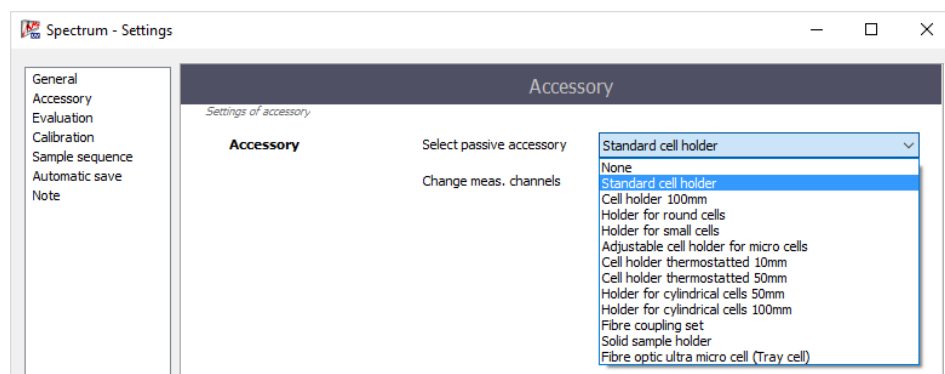 Spectrum - Settings
General
Accessory
Evaluation
Calibration
Sample sequence
Automatic save
Note
Accessory
Settings of accessory
Accessory
Select passive accessory
Standard cell holder
Change meas. channels
None
Standard cell holder
Cell holder 100mm
Holder for round cells
Holder for small cells
Adjustable cell holder for micro cells
Cell holder thermostatted 10mm
Cell holder thermostatted 50mm
Holder for cylindrical cells 50mm
Holder for cylindrical cells 100mm
Fibre coupling set
Solid sample holder
Fibre optic ultra micro cell (Tray cell)